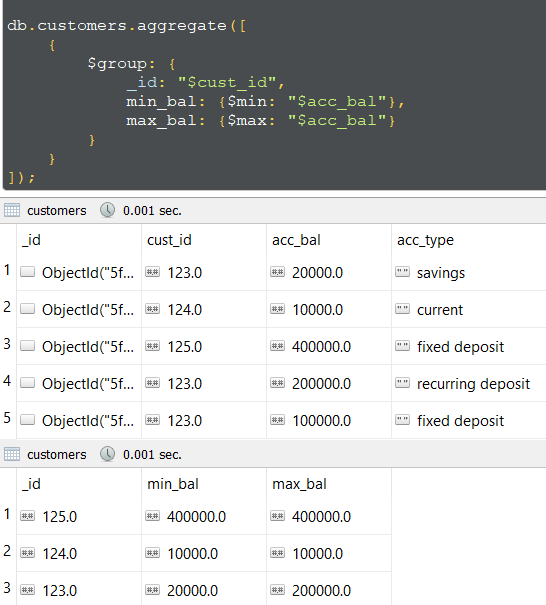 db.customers.aggregate([
{
$group: {
_id: "$cust_id",
min_bal: {$min: "$acc_bal"},
max_bal: {$max: "$acc_bal"}
}
}
]);
customers 0.001 sec.
_id cust_id acc_bal acc_type
1 ObjectId("5f... 123.0 20000.0 savings
2 ObjectId("5f... 124.0 10000.0 current
3 ObjectId("5f... 125.0 400000.0 fixed deposit
4 ObjectId("5f... 123.0 200000.0 recurring deposit
5 ObjectId("5f... 123.0 100000.0 fixed deposit
customers 0.001 sec.
_id min_bal max_bal
1 125.0 400000.0 400000.0
2 124.0 10000.0 10000.0
3 123.0 20000.0 200000.0